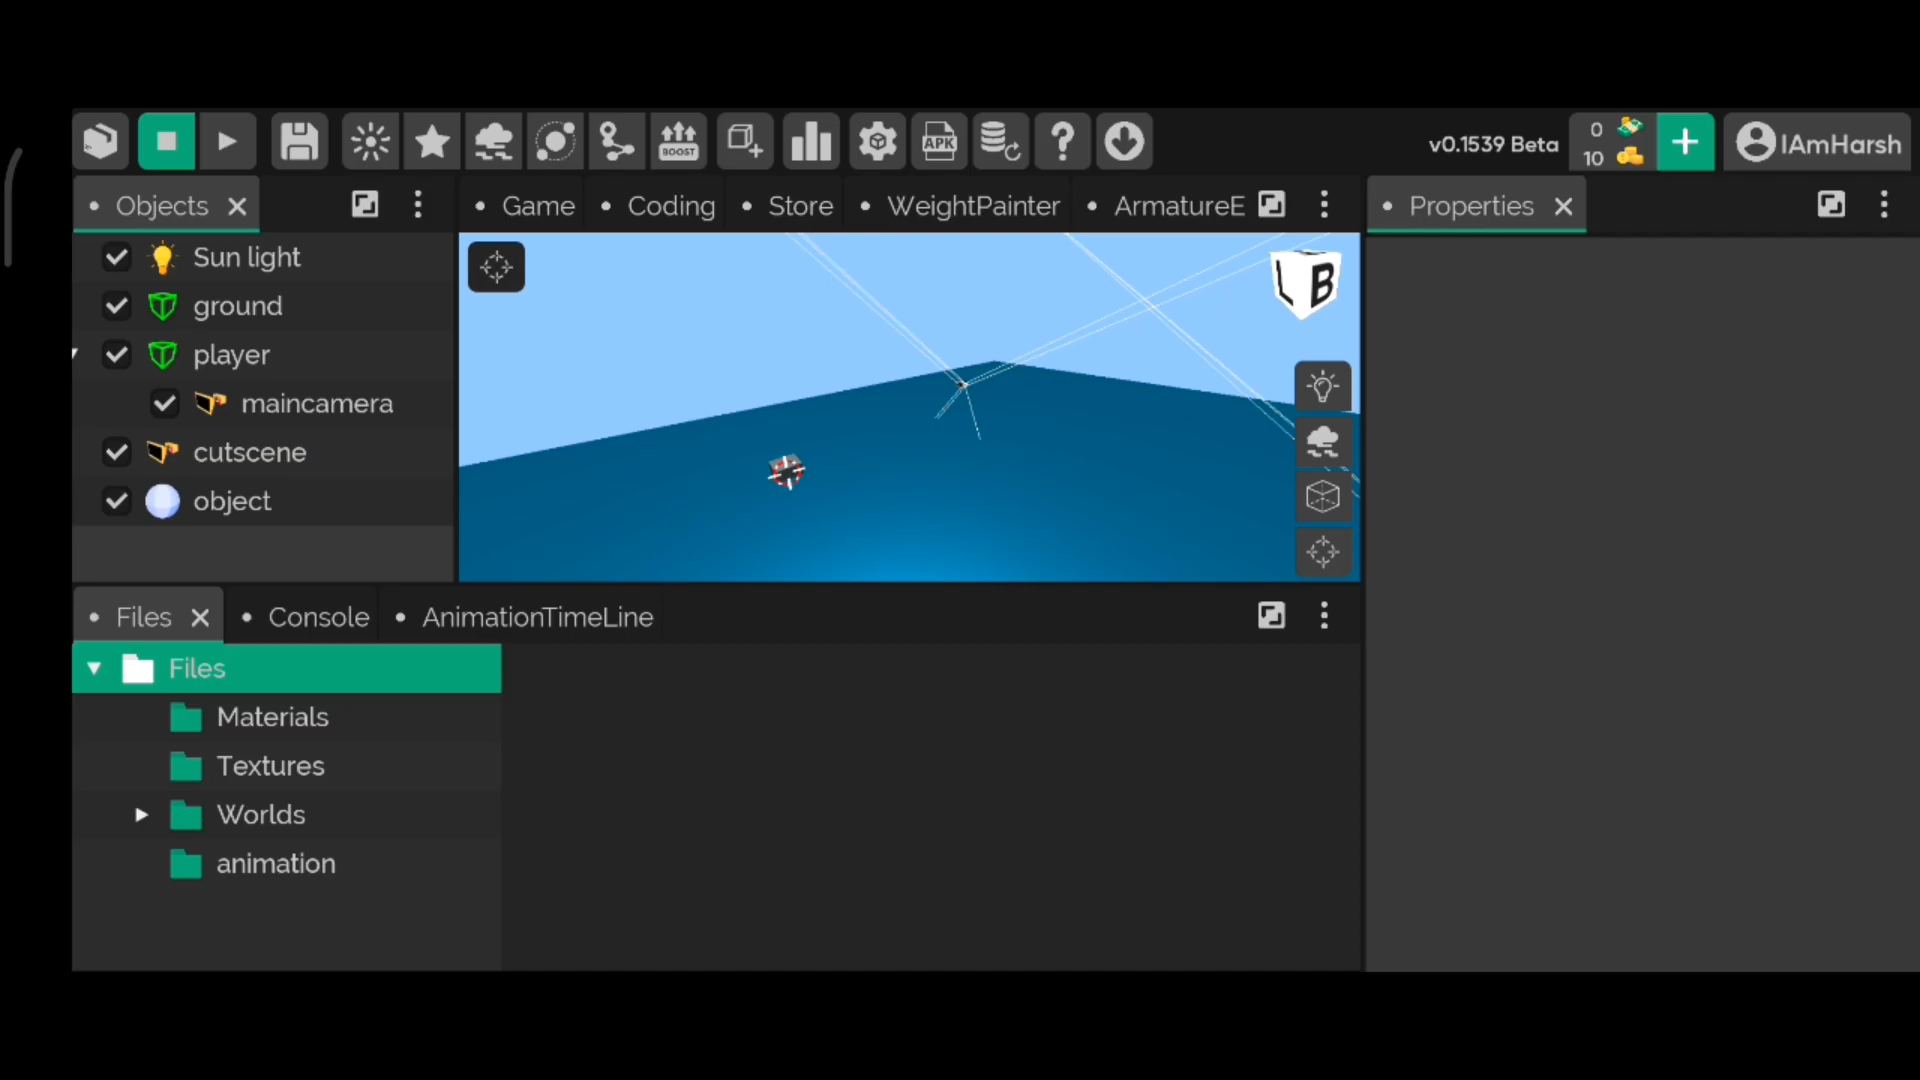 BOOST
APK
v0.1539 Beta
0
10
+
IAmHarsh
Objects
Game
Coding
Store
WeightPainter
ArmatureE
Properties
Sun light
ground
player
maincamera
cutscene
object
L B
Files
Console
AnimationTimeLine
Files
Materials
Textures
Worlds
animation